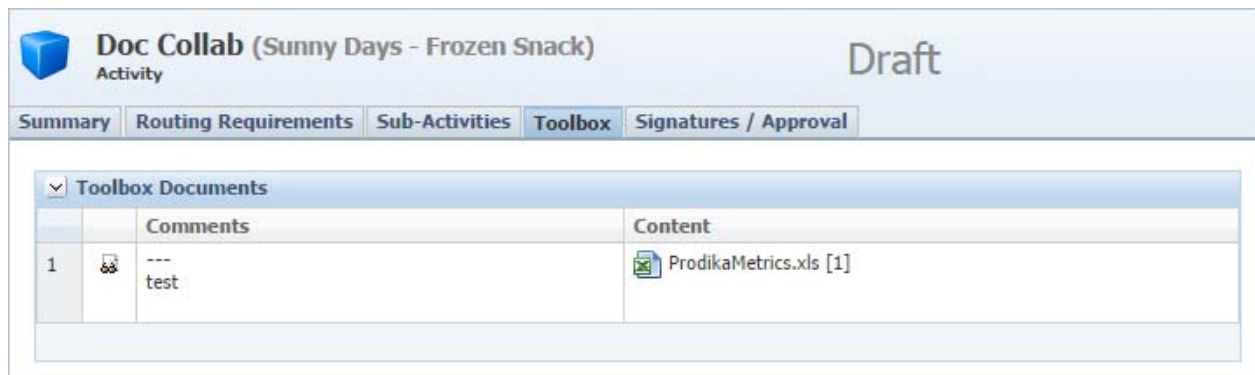 Doc Collab (Sunny Days - Frozen Snack)
Activity
Draft
Summary Routing Requirements Sub-Activities Toolbox Signatures / Approval
Toolbox Documents
Comments Content
1 --- ProdikaMetrics.xls [1]
test